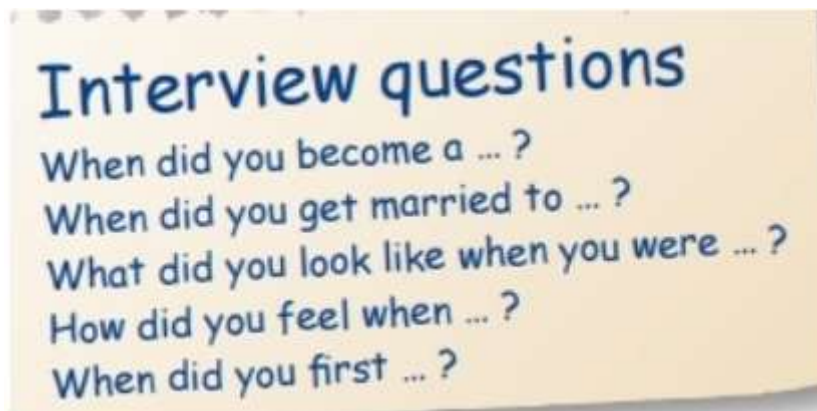 Interview questions
When did you become a ... ?
When did you get married to ... ?
What did you look like when you were ... ?
How did you feel when ... ?
When did you first ... ?